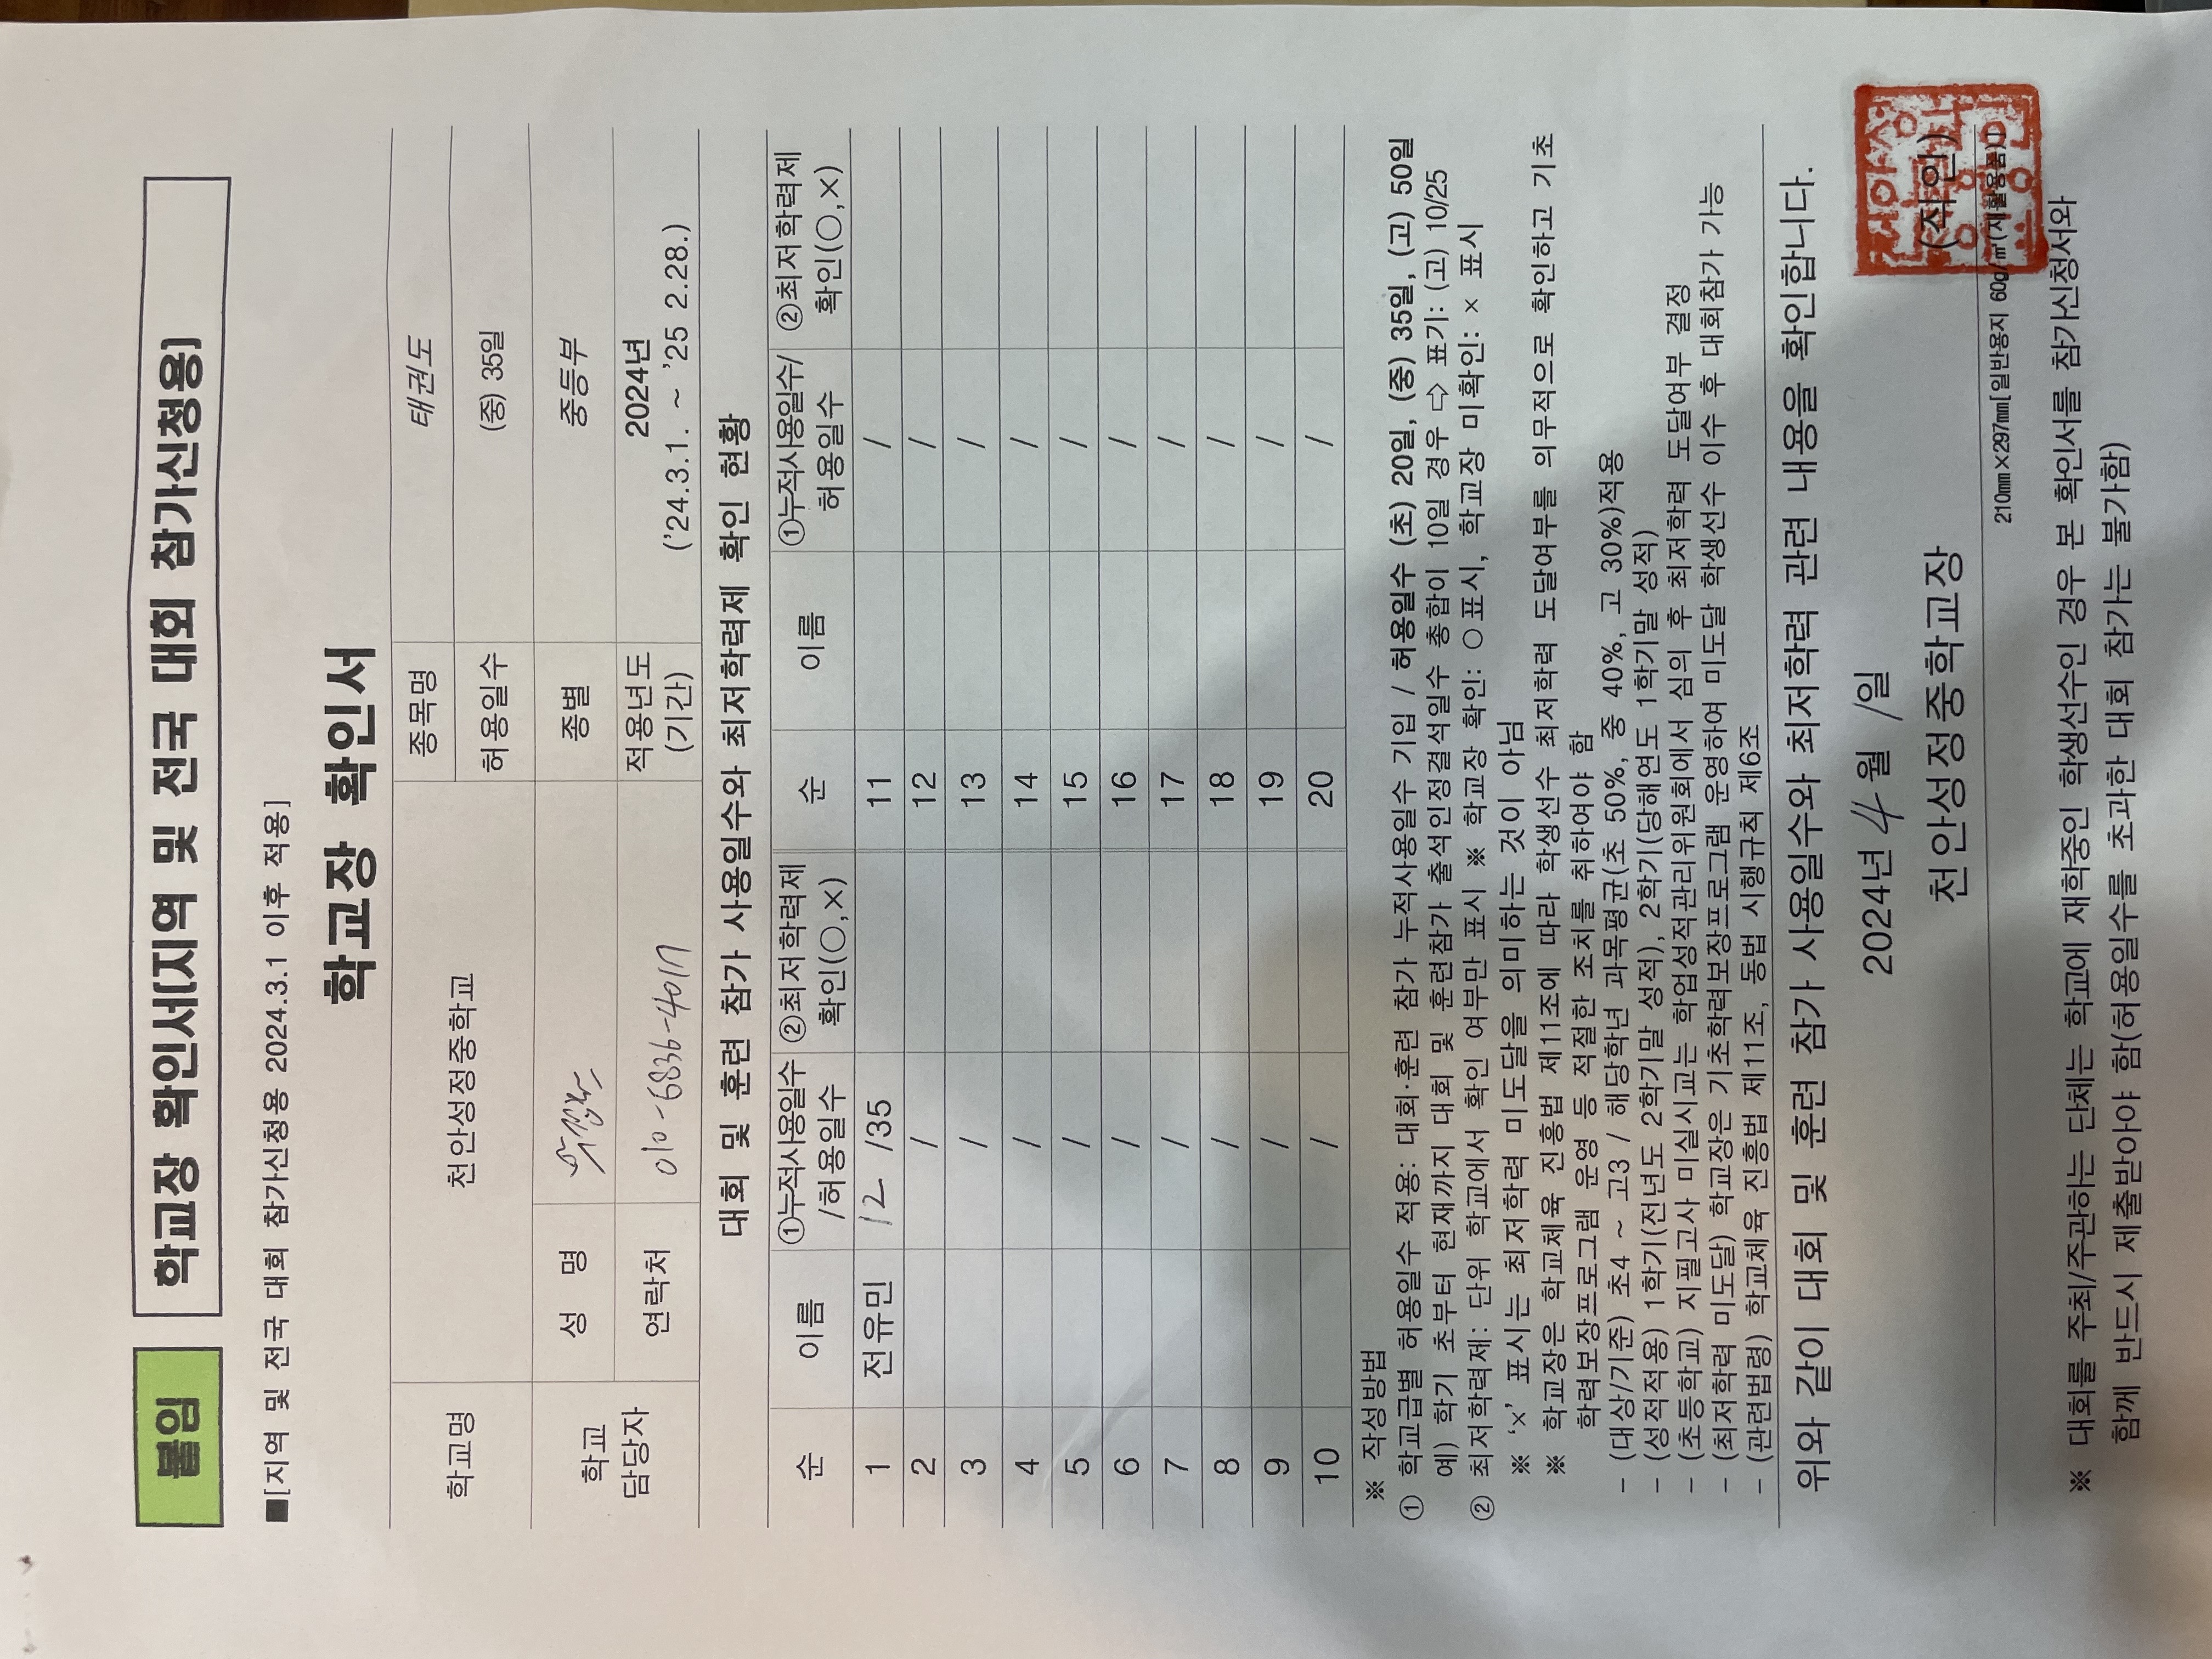 붙임 학교장 확인서[지역 및 전국 대회 참가신청용]
■[지역 및 전국 대회 참가신청용 2024.3.1 이후 적용]
학교장 확인서
학교명 천안성정중학교 종목명 태권도
허용일수 (중) 35일
학교 담당자 성 명 종별 중등부
연락처 010-6836-4017 적용년도 (기간) 2024년 ('24.3.1. ~ '25 2.28.)
대회 및 훈련 참가 사용일수와 최저학력제 확인 현황
순 이름 ①누적사용일수 /허용일수 ②최저학력제 확인(○,×) 순 이름 ①누적사용일수/ 허용일수 ②최저학력제 확인(○,×)
1 전유민 12 /35 11 /
2 / 12 /
3 / 13 /
4 / 14 /
5 / 15 /
6 / 16 /
7 / 17 /
8 / 18 /
9 / 19 /
10 / 20 /
※ 작성방법
① 학교급별 허용일수 적용: 대회·훈련 참가 누적사용일수 기입 / 허용일수 (초) 20일, (중) 35일, (고) 50일
예) 학기 초부터 현재까지 대회 및 훈련참가 출석인정결석일수 총합이 10일 경우 ⇨ 표기: (고) 10/25
② 최저학력제: 단위 학교에서 확인 여부만 표시 ※ 학교장 확인: ○표시, 학교장 미확인: × 표시
※ '×' 표시는 최저학력 미도달을 의미하는 것이 아님
※ 학교장은 학교체육 진흥법 제11조에 따라 학생선수 최저학력 도달여부를 의무적으로 확인하고 기초
학력보장프로그램 운영 등 적절한 조치를 취하여야 함
- (대상/기준) 초4 ~ 고3 / 해당학년 과목평균(초 50%, 중 40%, 고 30%)적용
- (성적적용) 1학기(전년도 2학기말 성적), 2학기(당해연도 1학기말 성적)
- (초등학교) 지필고사 미실시교는 학업성적관리위원회에서 심의 후 최저학력 도달여부 결정
- (최저학력 미도달) 학교장은 기초학력보장프로그램 운영하여 미도달 학생선수 이수 후 대회참가 가능
- (관련법령) 학교체육 진흥법 제11조, 동법 시행규칙 제6조
위와 같이 대회 및 훈련 참가 사용일수와 최저학력 관련 내용을 확인합니다.
2024년 4 월 1일
천안성정중학교장 (직인)
210㎜×297㎜[일반용지 60g/㎡(재활용품)]
※ 대회를 주최/주관하는 단체는 학교에 재학중인 학생선수인 경우 본 확인서를 참가신청서와
함께 반드시 제출받아야 함(허용일수를 초과한 대회 참가는 불가함)